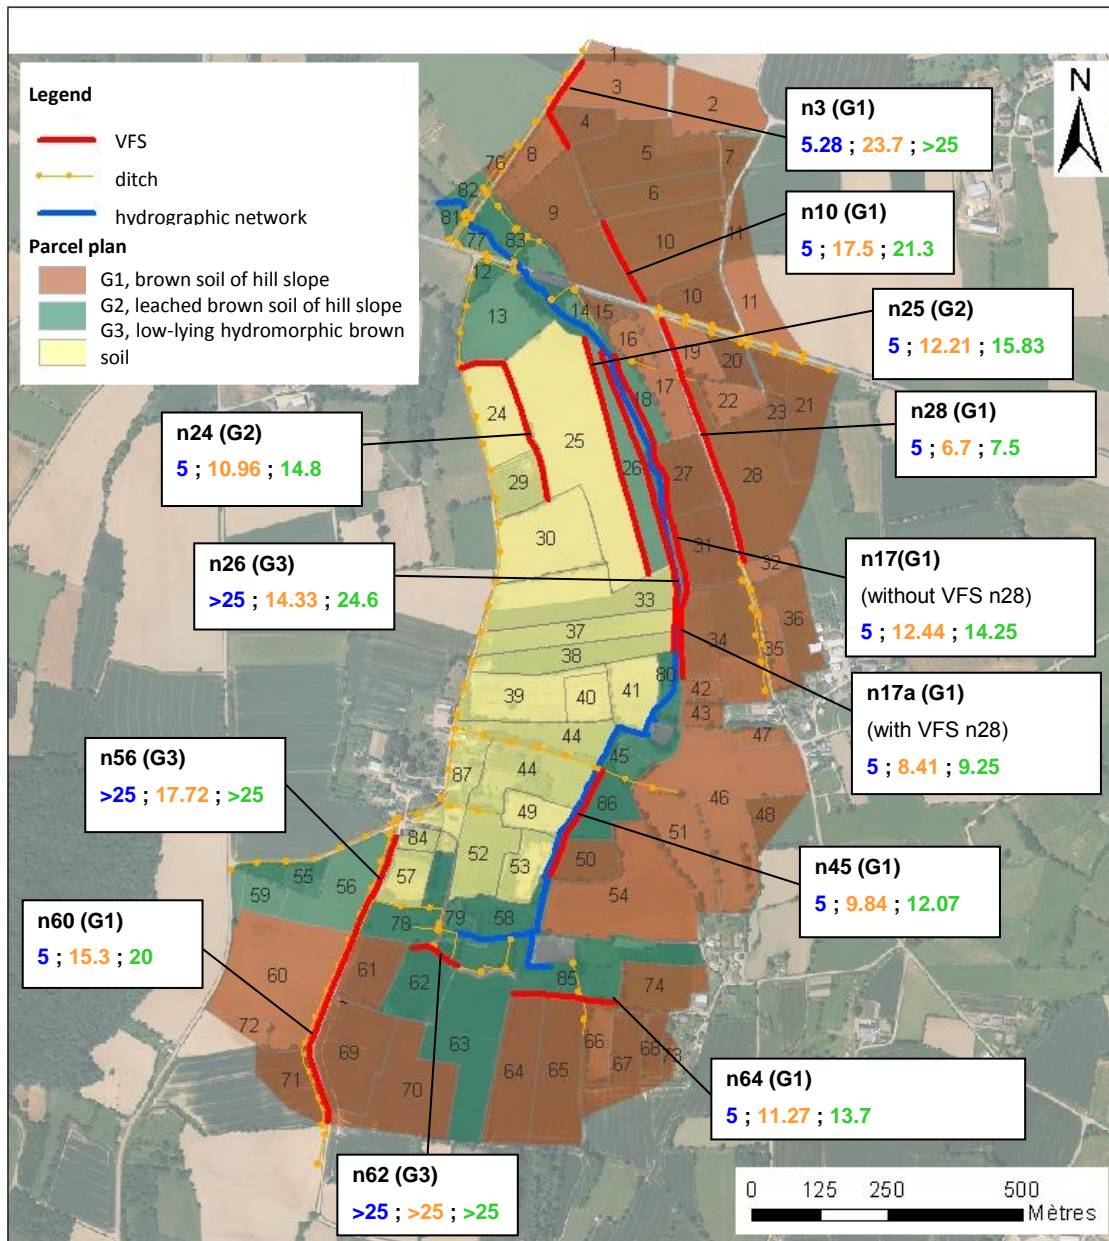 Legend
VFS
ditch
hydrographic network
Parcel plan
G1, brown soil of hill slope
G2, leached brown soil of hill slope
G3, low-lying hydromorphic brown
soil
N
n3 (G1)
5.28 ; 23.7 ; >25
n10 (G1)
5 ; 17.5 ; 21.3
n25 (G2)
5 ; 12.21 ; 15.83
n28 (G1)
5 ; 6.7 ; 7.5
n24 (G2)
5 ; 10.96 ; 14.8
n26 (G3)
>25 ; 14.33 ; 24.6
n17(G1)
(without VFS n28)
5 ; 12.44 ; 14.25
n17a (G1)
(with VFS n28)
5 ; 8.41 ; 9.25
n56 (G3)
>25 ; 17.72 ; >25
n45 (G1)
5 ; 9.84 ; 12.07
n60 (G1)
5 ; 15.3 ; 20
n64 (G1)
5 ; 11.27 ; 13.7
n62 (G3)
>25 ; >25 ; >25
0 125 250 500
Mètres
1
3
2
4
8
5
7
76
6
82
9
81
77
83
10
11
12
13
14
15
10
11
16
19
20
17
18
22
23
21
24
25
26
27
28
29
30
31
32
33
36
37
34
35
38
39
40
41
80
42
43
44
45
47
87
44
46
49
86
48
51
84
52
50
53
57
54
55
56
59
58
78
79
60
61
62
85
74
72
69
63
64
65
66
67
68
73
71
70